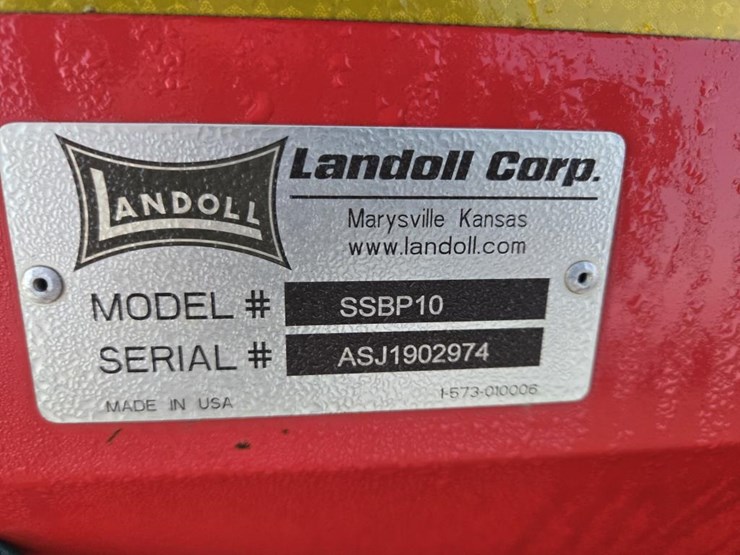 LANDOLL
Landoll Corp.
Marysville Kansas
www.landoll.com
MODEL # SSBP10
SERIAL # ASJ1902974
MADE IN USA
1-573-010006